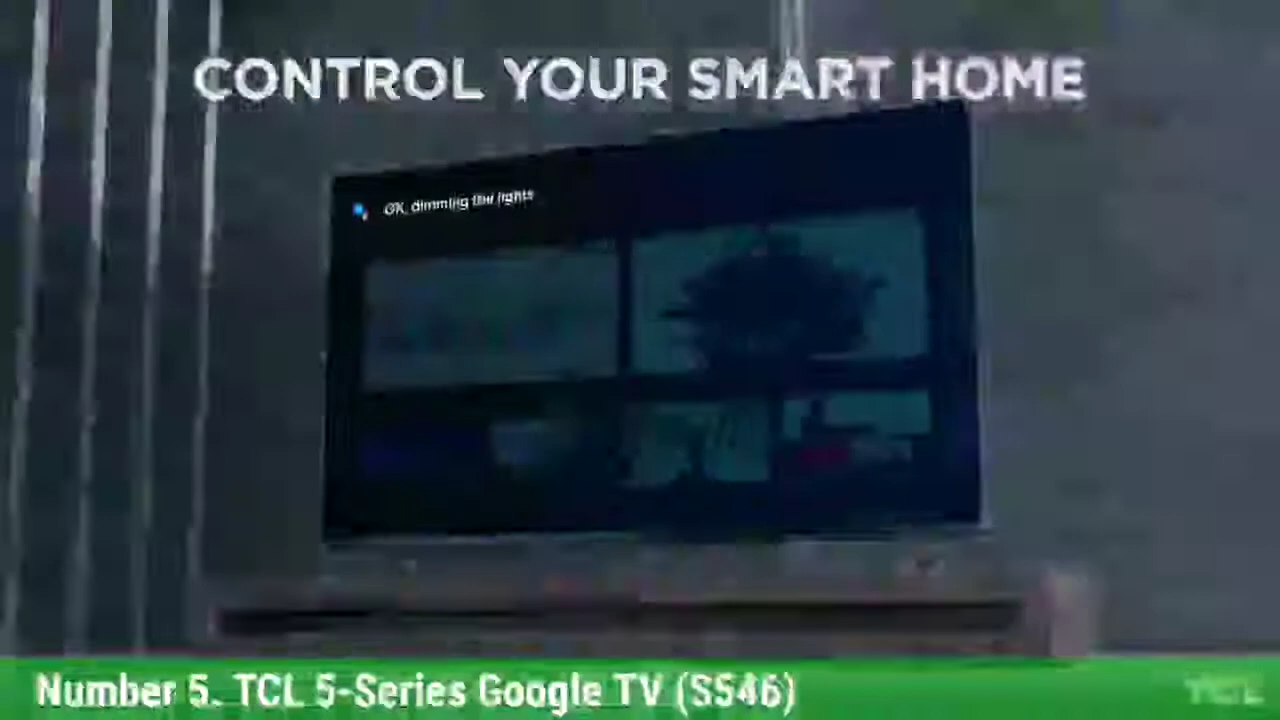 CONTROL YOUR SMART HOME
OK, dimming the lights
Number 5. TCL 5-Series Google TV (S546)
TCL